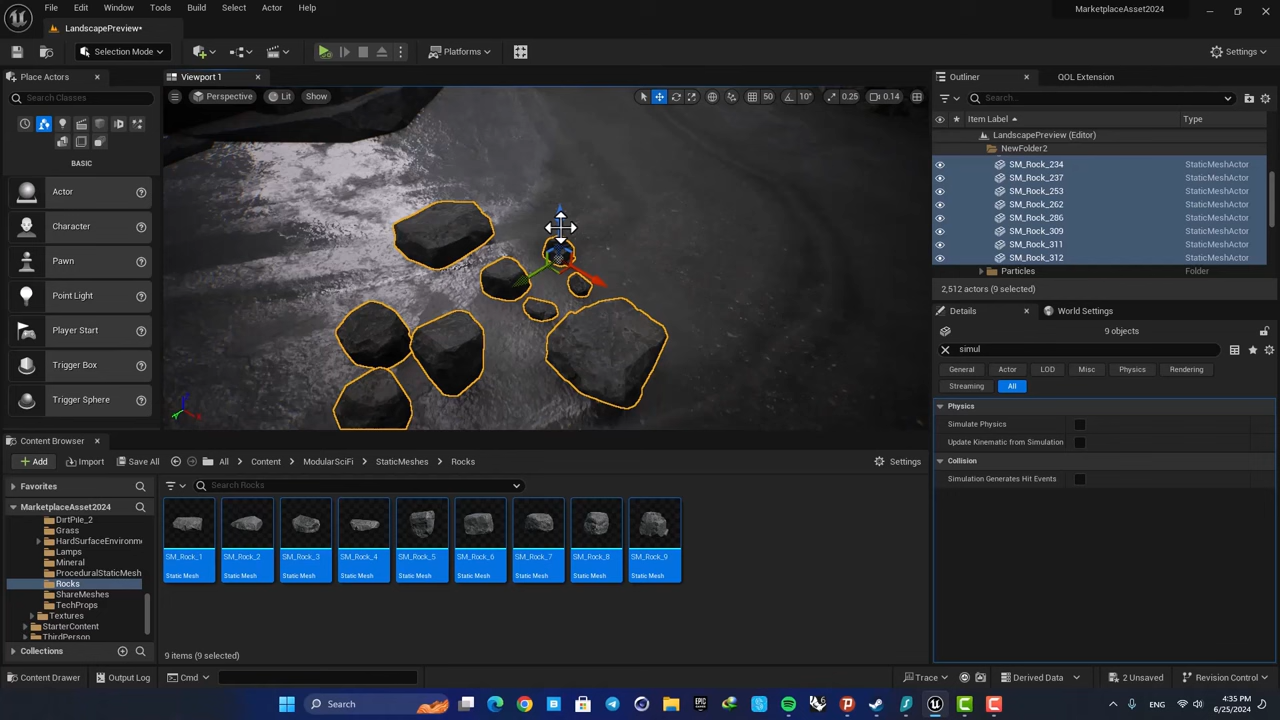 File Edit Window Tools Build Select Actor Help
MarketplaceAsset2024
LandscapePreview*
Selection Mode
Platforms
Settings
Place Actors
Search Classes
BASIC
Actor
Character
Pawn
Point Light
Player Start
Trigger Box
Trigger Sphere
Viewport 1
Perspective Lit Show
50 10° 0.25 0.14
Outliner
QOL Extension
Search...
Item Label Type
LandscapePreview (Editor)
NewFolder2
SM_Rock_234 StaticMeshActor
SM_Rock_237 StaticMeshActor
SM_Rock_253 StaticMeshActor
SM_Rock_262 StaticMeshActor
SM_Rock_286 StaticMeshActor
SM_Rock_309 StaticMeshActor
SM_Rock_311 StaticMeshActor
SM_Rock_312 StaticMeshActor
Particles Folder
2,512 actors (9 selected)
Details
World Settings
9 objects
simul
General Actor LOD Misc Physics Rendering
Streaming All
Physics
Simulate Physics
Update Kinematic from Simulation
Collision
Simulation Generates Hit Events
Content Browser
Add Import Save All All Content ModularSciFi StaticMeshes Rocks
Settings
Favorites
MarketplaceAsset2024
DirtPile_2
Grass
HardSurfaceEnvironm
Lamps
Mineral
ProceduralStaticMesh
Rocks
ShareMeshes
TechProps
Textures
StarterContent
ThirdPerson
Collections
Search Rocks
SM_Rock_1 SM_Rock_2 SM_Rock_3 SM_Rock_4 SM_Rock_5 SM_Rock_6 SM_Rock_7 SM_Rock_8 SM_Rock_9
Static Mesh Static Mesh Static Mesh Static Mesh Static Mesh Static Mesh Static Mesh Static Mesh Static Mesh
9 items (9 selected)
Content Drawer Output Log Cmd
Trace Derived Data 2 Unsaved Revision Control
Search
ENG
4:35 PM
6/25/2024